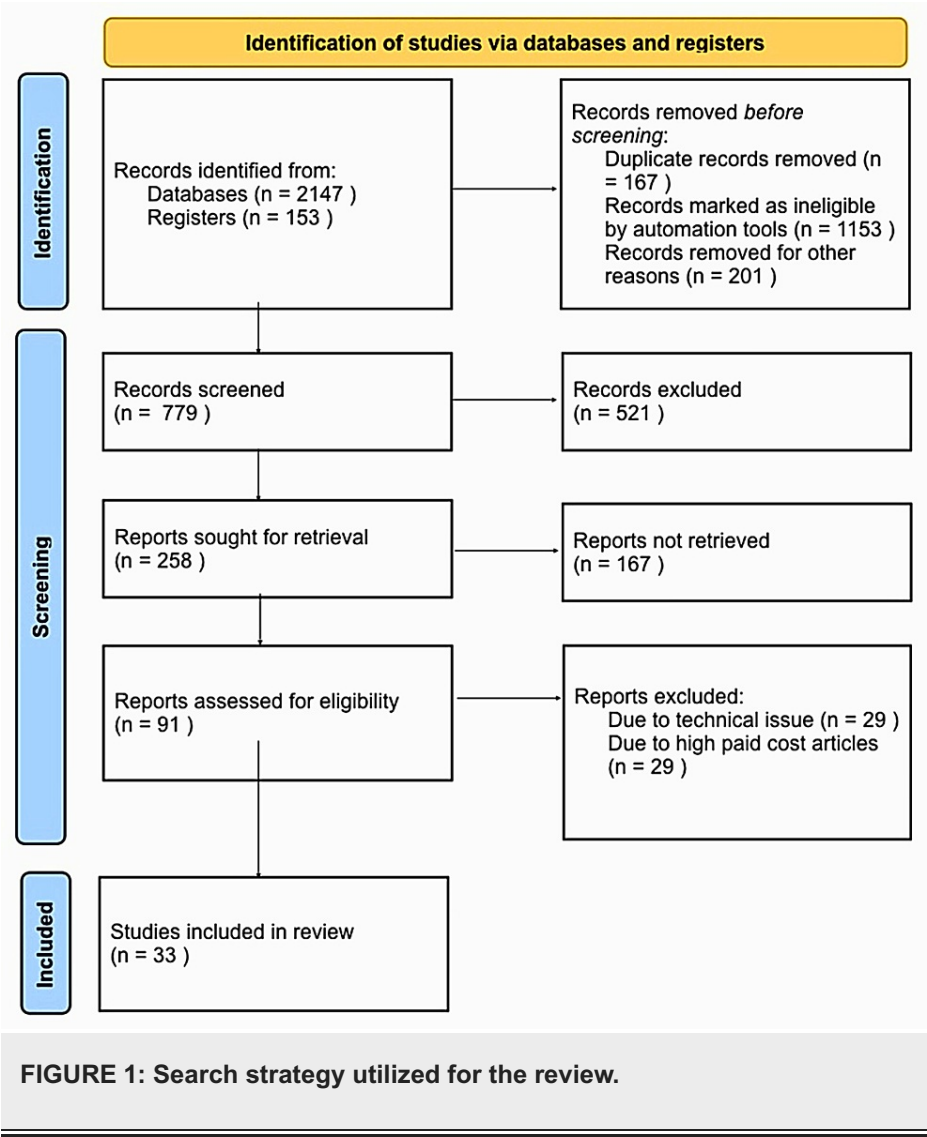 Identification of studies via databases and registers
Identification
Records identified from:
Databases (n = 2147 )
Registers (n = 153 )
Records removed before
screening:
Duplicate records removed (n
= 167 )
Records marked as ineligible
by automation tools (n = 1153 )
Records removed for other
reasons (n = 201 )
Screening
Records screened
(n =  779 )
Records excluded
(n = 521 )
Reports sought for retrieval
(n = 258 )
Reports not retrieved
(n = 167 )
Reports assessed for eligibility
(n = 91 )
Reports excluded:
Due to technical issue (n = 29 )
Due to high paid cost articles
(n = 29 )
Included
Studies included in review
(n = 33 )
FIGURE 1: Search strategy utilized for the review.